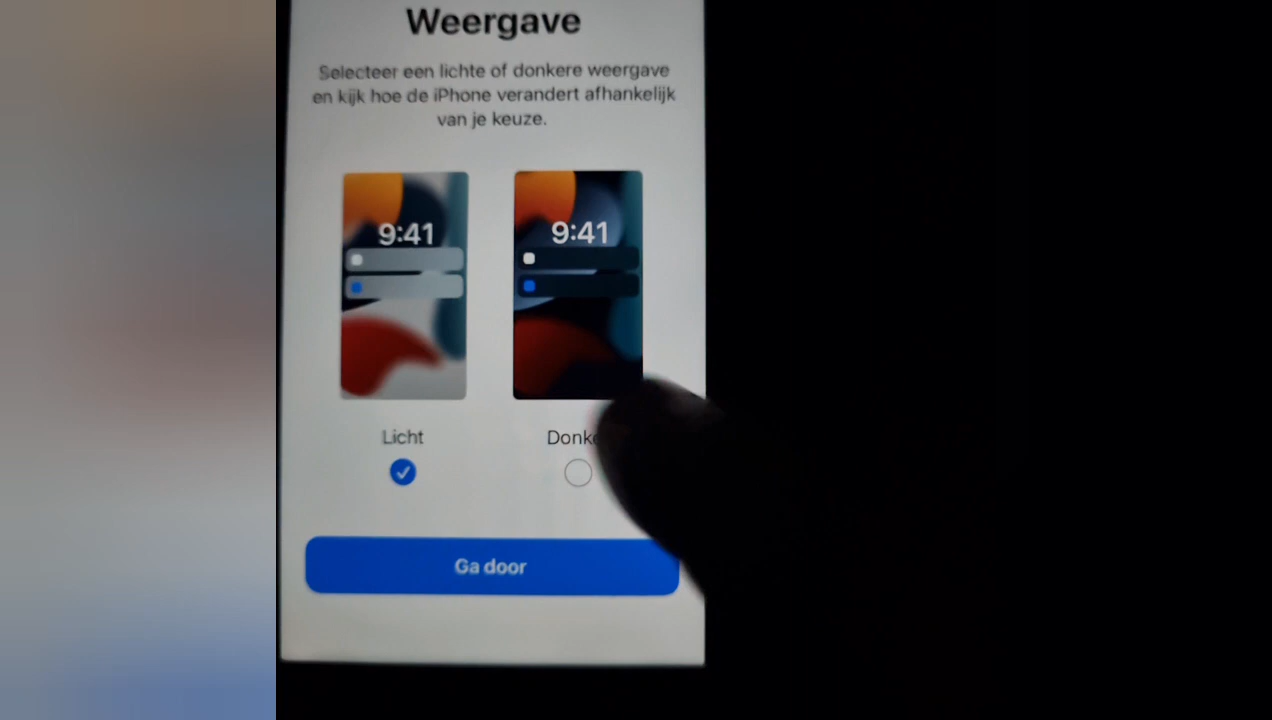 Weergave
Selecteer een lichte of donkere weergave
en kijk hoe de iPhone verandert afhankelijk
van je keuze.
9:41 9:41
Licht Donke
Ga door